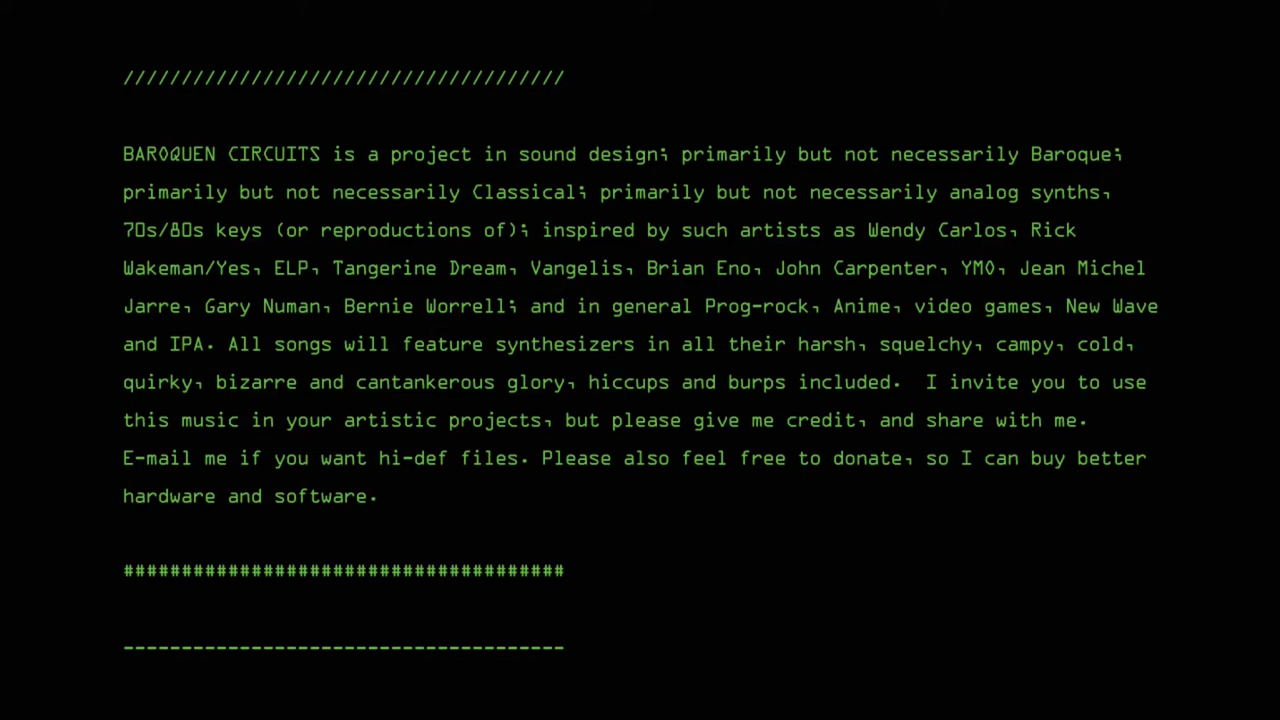 //////////////////////////////////////
BAROQUEN CIRCUITS is a project in sound design; primarily but not necessarily Baroque;
primarily but not necessarily Classical; primarily but not necessarily analog synths,
70s/80s keys (or reproductions of); inspired by such artists as Wendy Carlos, Rick
Wakeman/Yes, ELP, Tangerine Dream, Vangelis, Brian Eno, John Carpenter, YMO, Jean Michel
Jarre, Gary Numan, Bernie Worrell; and in general Prog-rock, Anime, video games, New Wave
and IPA. All songs will feature synthesizers in all their harsh, squelchy, campy, cold,
quirky, bizarre and cantankerous glory, hiccups and burps included.  I invite you to use
this music in your artistic projects, but please give me credit, and share with me.
E-mail me if you want hi-def files. Please also feel free to donate, so I can buy better
hardware and software.
######################################
--------------------------------------